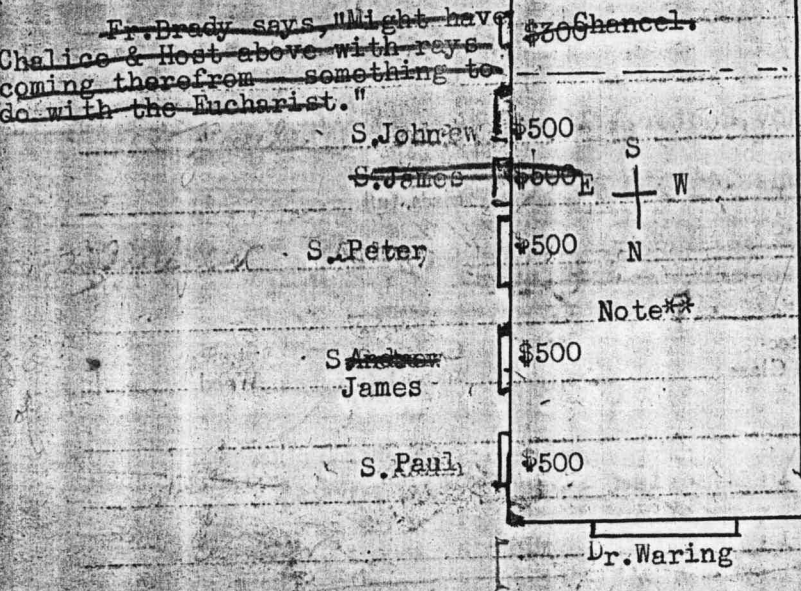 Fr.Brady says,"Might have
Chalice & Host above with rays
coming therefrom something to
do with the Eucharist."
$300 Chancel.
S.John $500
S.James $500
S
E W
N
S.Peter $500
Note**
S Andrew $500
James
S.Paul $500
Dr.Waring